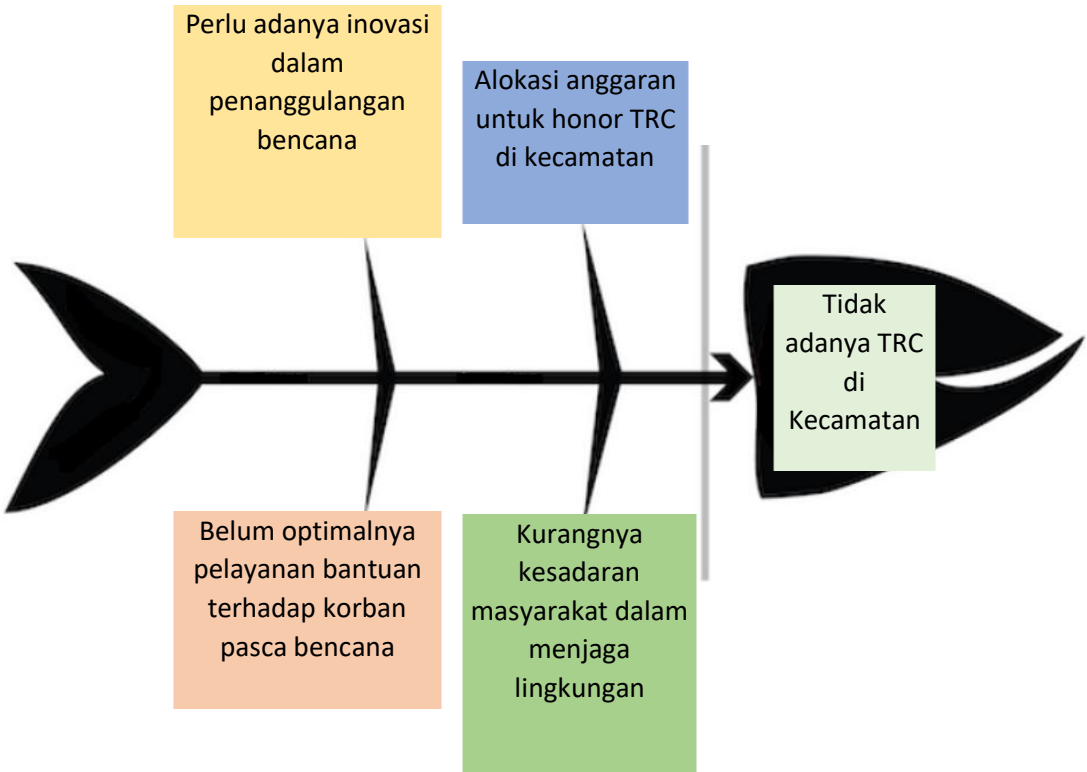 Perlu adanya inovasi
dalam
penanggulangan
bencana
Alokasi anggaran
untuk honor TRC
di kecamatan
Tidak
adanya TRC
di
Kecamatan
Belum optimalnya
pelayanan bantuan
terhadap korban
pasca bencana
Kurangnya
kesadaran
masyarakat dalam
menjaga
lingkungan